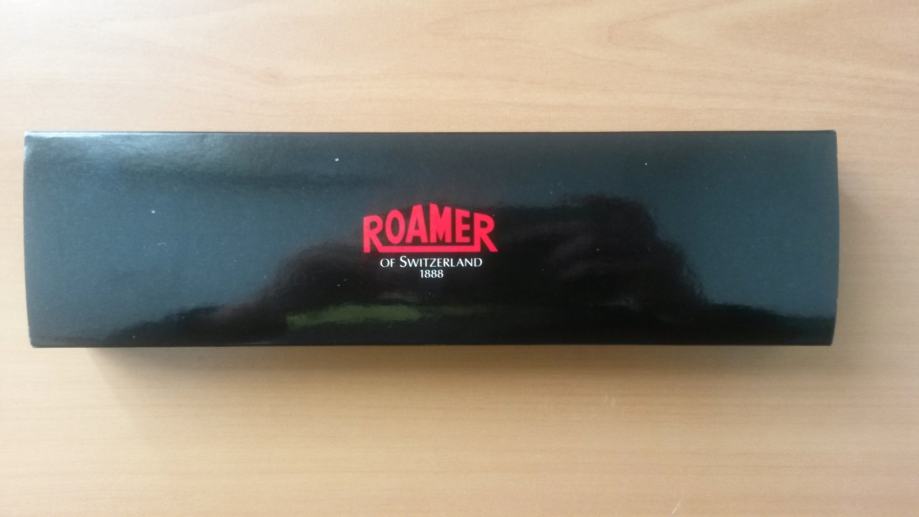 ROAMER
OF SWITZERLAND
1888